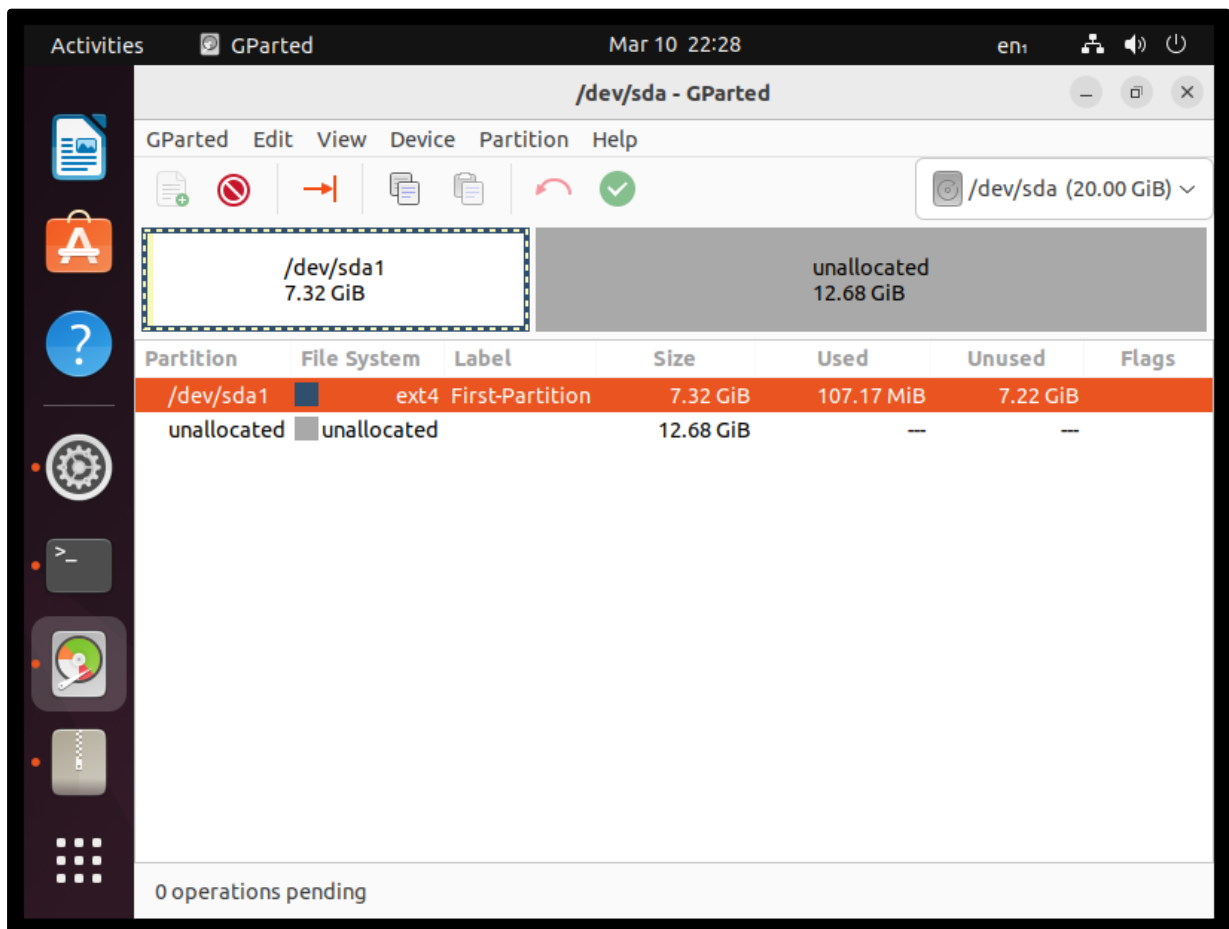 Activities GParted Mar 10 22:28 en₁
/dev/sda - GParted
GParted Edit View Device Partition Help
/dev/sda (20.00 GiB)
/dev/sda1
7.32 GiB
unallocated
12.68 GiB
Partition File System Label Size Used Unused Flags
/dev/sda1 ext4 First-Partition 7.32 GiB 107.17 MiB 7.22 GiB
unallocated unallocated 12.68 GiB --- ---
0 operations pending